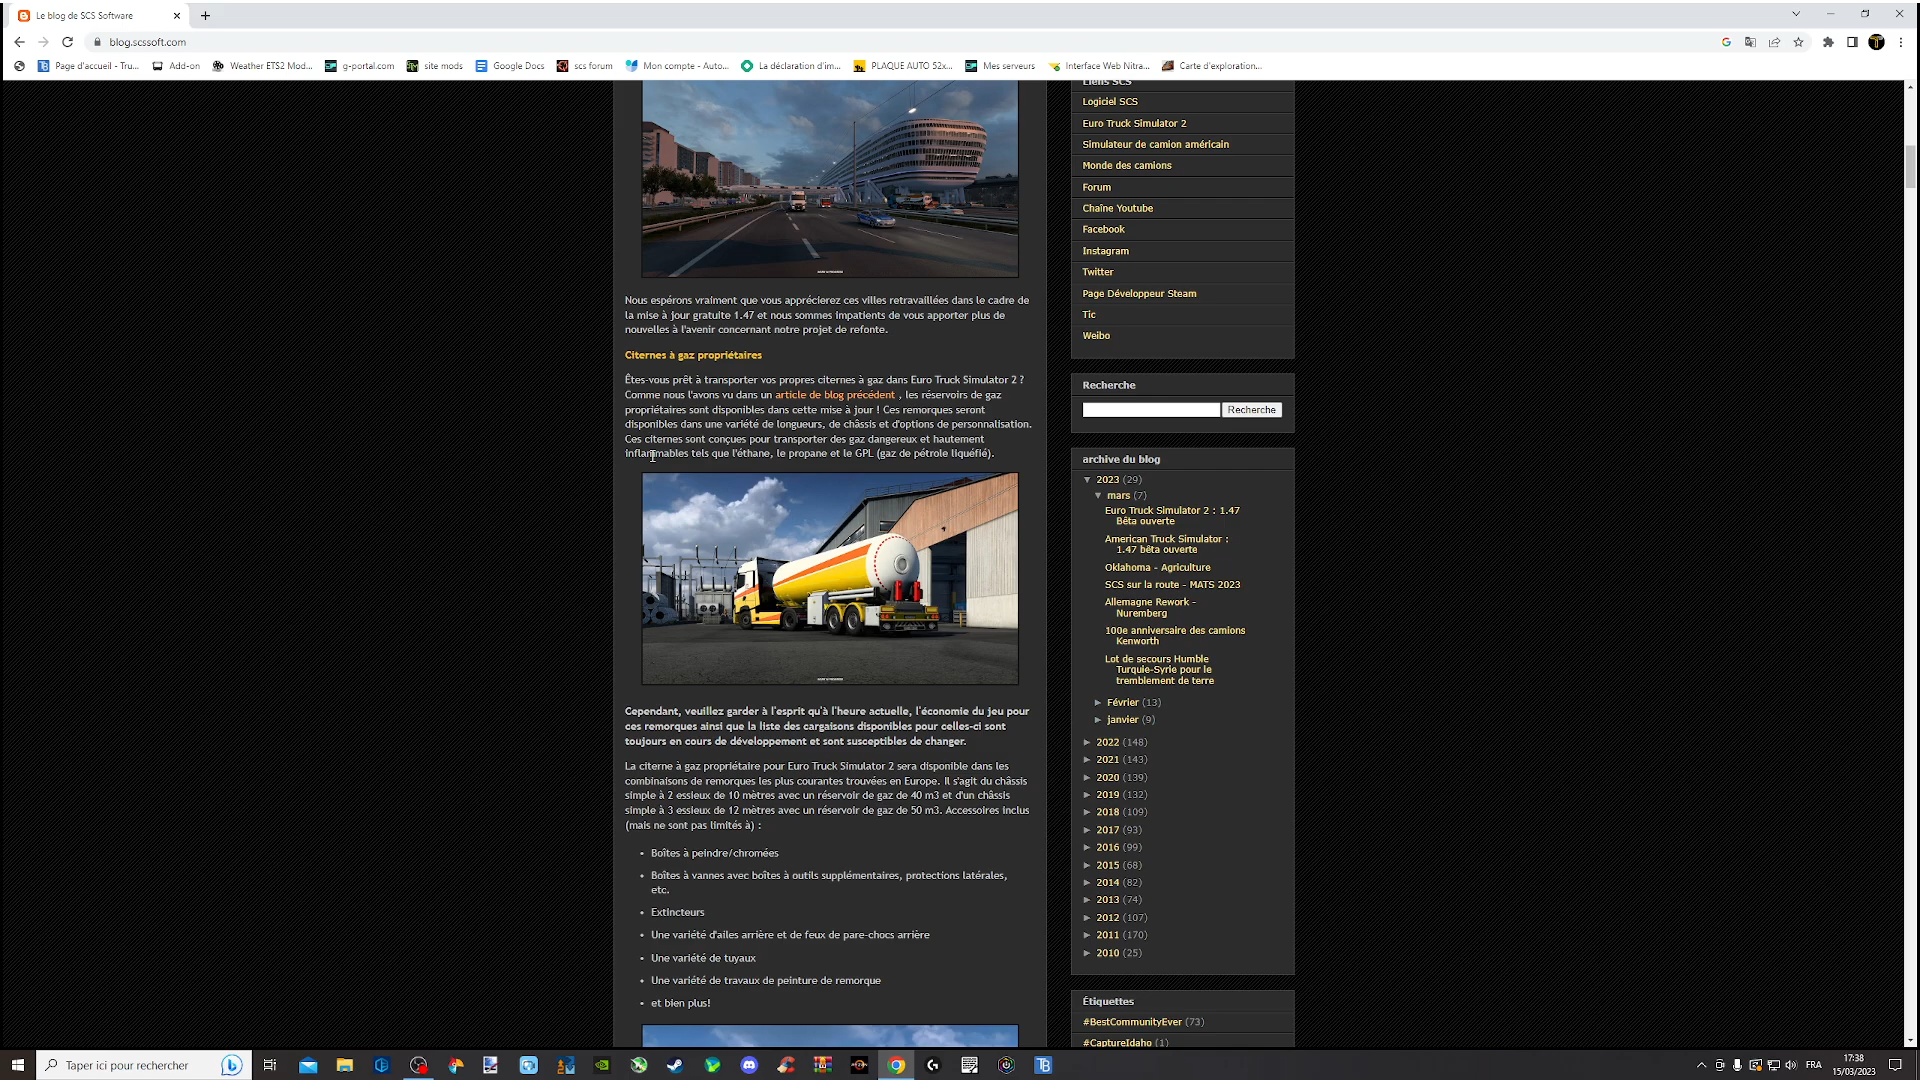 Le blog de SCS Software
blog.scssoft.com
Page d'accueil - Tru...
Add-on
Weather ETS2 Mod...
g-portal.com
site mods
Google Docs
scs forum
Mon compte - Auto...
La déclaration d'im...
PLAQUE AUTO 52x...
Mes serveurs
Interface Web Nitra...
Carte d'exploration...
Nous espérons vraiment que vous apprécierez ces villes retravaillées dans le cadre de
la mise à jour gratuite 1.47 et nous sommes impatients de vous apporter plus de
nouvelles à l'avenir concernant notre projet de refonte.
Citernes à gaz propriétaires
Êtes-vous prêt à transporter vos propres citernes à gaz dans Euro Truck Simulator 2 ?
Comme nous l'avons vu dans un article de blog précédent , les réservoirs de gaz
propriétaires sont disponibles dans cette mise à jour ! Ces remorques seront
disponibles dans une variété de longueurs, de châssis et d'options de personnalisation.
Ces citernes sont conçues pour transporter des gaz dangereux et hautement
inflammables tels que l'éthane, le propane et le GPL (gaz de pétrole liquéfié).
Cependant, veuillez garder à l'esprit qu'à l'heure actuelle, l'économie du jeu pour
ces remorques ainsi que la liste des cargaisons disponibles pour celles-ci sont
toujours en cours de développement et sont susceptibles de changer.
La citerne à gaz propriétaire pour Euro Truck Simulator 2 sera disponible dans les
combinaisons de remorques les plus courantes trouvées en Europe. Il s'agit du châssis
simple à 2 essieux de 10 mètres avec un réservoir de gaz de 40 m3 et d'un châssis
simple à 3 essieux de 12 mètres avec un réservoir de gaz de 50 m3. Accessoires inclus
(mais ne sont pas limités à) :
• Boîtes à peindre/chromées
• Boîtes à vannes avec boîtes à outils supplémentaires, protections latérales,
etc.
• Extincteurs
• Une variété d'ailes arrière et de feux de pare-chocs arrière
• Une variété de tuyaux
• Une variété de travaux de peinture de remorque
• et bien plus!
Liens SCS
Logiciel SCS
Euro Truck Simulator 2
Simulateur de camion américain
Monde des camions
Forum
Chaîne Youtube
Facebook
Instagram
Twitter
Page Développeur Steam
Tic
Weibo
Recherche
Recherche
archive du blog
▼ 2023 (29)
▼ mars (7)
Euro Truck Simulator 2 : 1.47
Bêta ouverte
American Truck Simulator :
1.47 bêta ouverte
Oklahoma - Agriculture
SCS sur la route - MATS 2023
Allemagne Rework -
Nuremberg
100e anniversaire des camions
Kenworth
Lot de secours Humble
Turquie-Syrie pour le
tremblement de terre
► Février (13)
► janvier (9)
► 2022 (148)
► 2021 (143)
► 2020 (139)
► 2019 (132)
► 2018 (109)
► 2017 (93)
► 2016 (99)
► 2015 (68)
► 2014 (82)
► 2013 (74)
► 2012 (107)
► 2011 (170)
► 2010 (25)
Étiquettes
#BestCommunityEver (73)
#CaptureIdaho (1)
Taper ici pour rechercher
FRA
17:38
15/03/2023